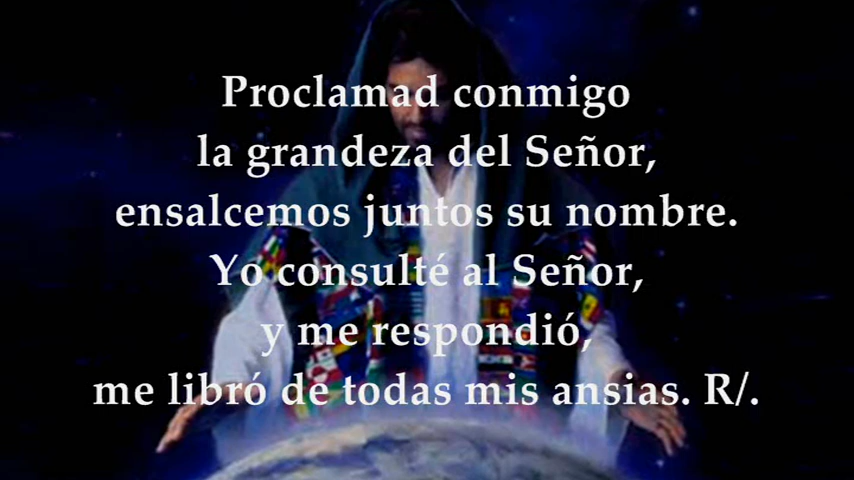 Proclamad conmigo
la grandeza del Señor,
ensalcemos juntos su nombre.
Yo consulté al Señor,
y me respondió,
me libró de todas mis ansias. R/.